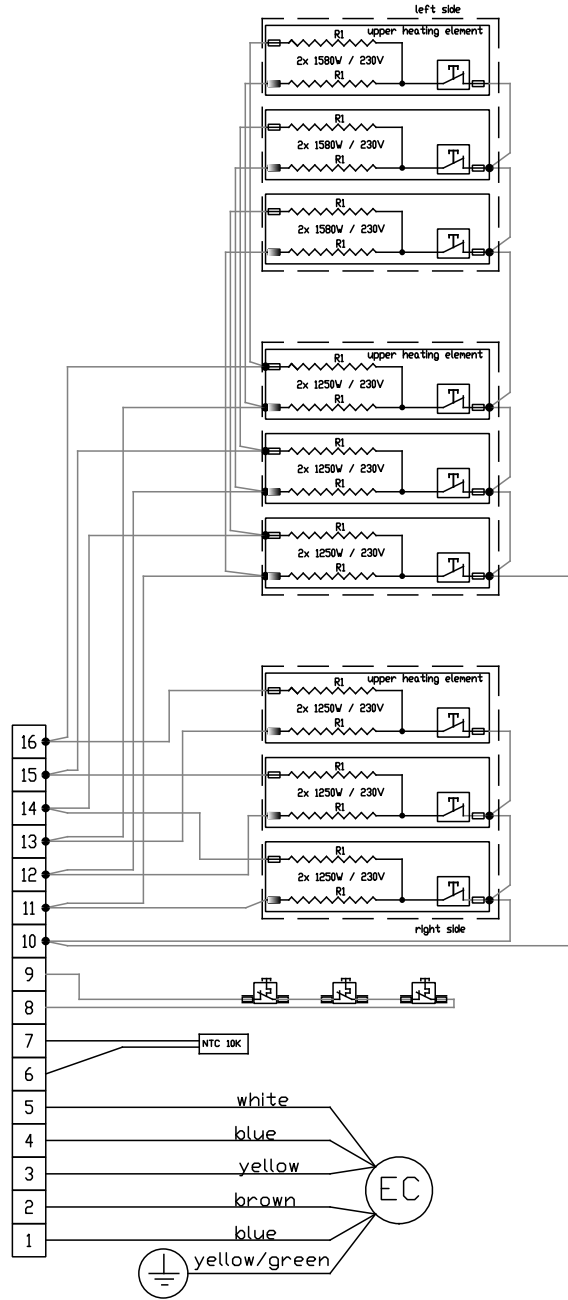 left side
upper heating element
R1
2x 1580W / 230V
R1
R1
2x 1580W / 230V
R1
R1
2x 1580W / 230V
R1
upper heating element
R1
2x 1250W / 230V
R1
R1
2x 1250W / 230V
R1
R1
2x 1250W / 230V
R1
upper heating element
R1
2x 1250W / 230V
R1
R1
2x 1250W / 230V
R1
R1
2x 1250W / 230V
R1
right side
16
15
14
13
12
11
10
9
8
7
NTC 10K
6
5
white
4
blue
3
yellow
EC
2
brown
1
blue
yellow/green